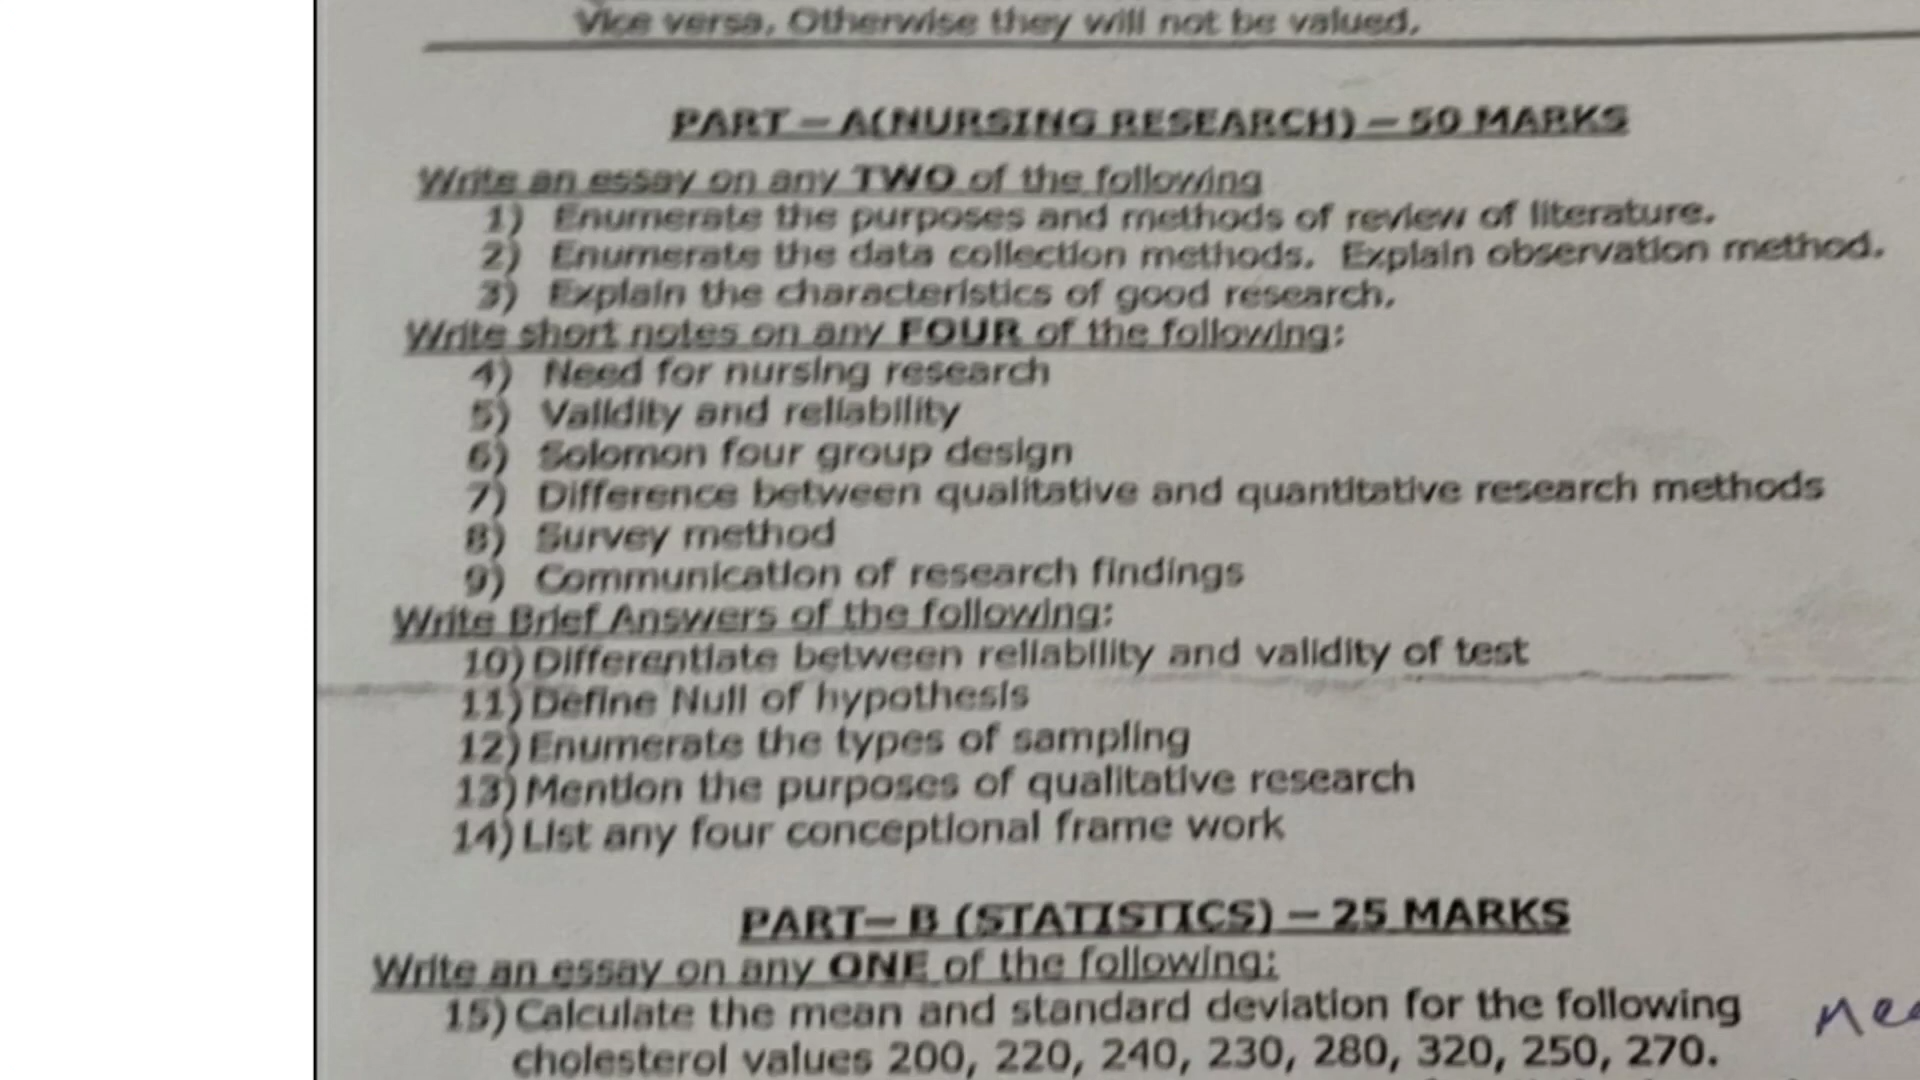 Vice versa. Otherwise they will not be valued.
PART – A(NURSING RESEARCH) – 50 MARKS
Write an essay on any TWO of the following
1) Enumerate the purposes and methods of review of literature.
2) Enumerate the data collection methods. Explain observation method.
3) Explain the characteristics of good research.
Write short notes on any FOUR of the following:
4) Need for nursing research
5) Validity and reliability
6) Solomon four group design
7) Difference between qualitative and quantitative research methods
8) Survey method
9) Communication of research findings
Write Brief Answers of the following:
10) Differentiate between reliability and validity of test
11) Define Null of hypothesis
12) Enumerate the types of sampling
13) Mention the purposes of qualitative research
14) List any four conceptional frame work
PART– B (STATISTICS) – 25 MARKS
Write an essay on any ONE of the following:
15) Calculate the mean and standard deviation for the following
cholesterol values 200, 220, 240, 230, 280, 320, 250, 270.